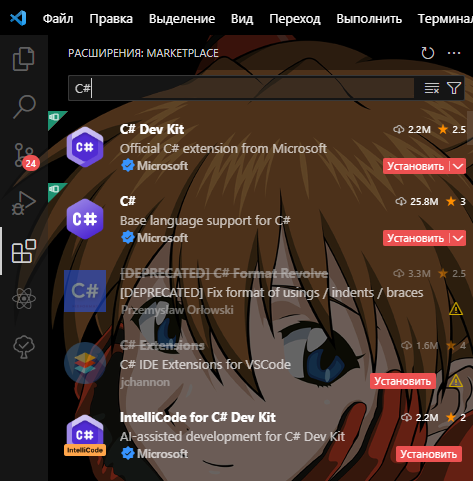 Файл Правка Выделение Вид Переход Выполнить Терминал
РАСШИРЕНИЯ: MARKETPLACE
C#
C# Dev Kit 2.2M 2.5
Official C# extension from Microsoft
Microsoft Установить
C# 25.8M 3
Base language support for C#
Microsoft Установить
24
[DEPRECATED] C# Format Revolve 3.3M 2.5
C#
[DEPRECATED] Fix format of usings / indents / braces
Przemysław Orłowski
C# Extensions 1.6M 4
C# IDE Extensions for VSCode
jchannon Установить
IntelliCode for C# Dev Kit 2.2M 2
AI-assisted development for C# Dev Kit
IntelliCode
Microsoft Установить